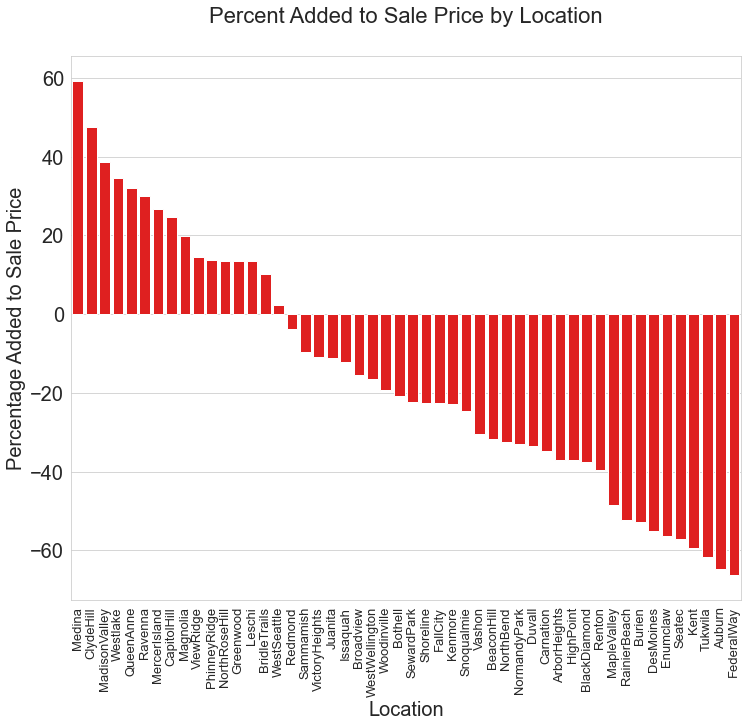 Percent Added to Sale Price by Location
Percentage Added to Sale Price
60
40
20
0
−20
−40
−60
Medina
ClydeHill
MadisonValley
Westlake
QueenAnne
Ravenna
MercerIsland
CapitolHill
Magnolia
ViewRidge
PhinneyRidge
NorthRoseHill
Greenwood
Leschi
BridleTrails
WestSeattle
Redmond
Sammamish
VictoryHeights
Juanita
Issaquah
Broadview
WestWellington
Woodinville
Bothell
SewardPark
Shoreline
FallCity
Kenmore
Snoqualmie
Vashon
BeaconHill
NorthBend
NormandyPark
Duvall
Carnation
ArborHeights
HighPoint
BlackDiamond
Renton
MapleValley
RainierBeach
Burien
DesMoines
Enumclaw
Seatec
Kent
Tukwila
Auburn
FederalWay
Location